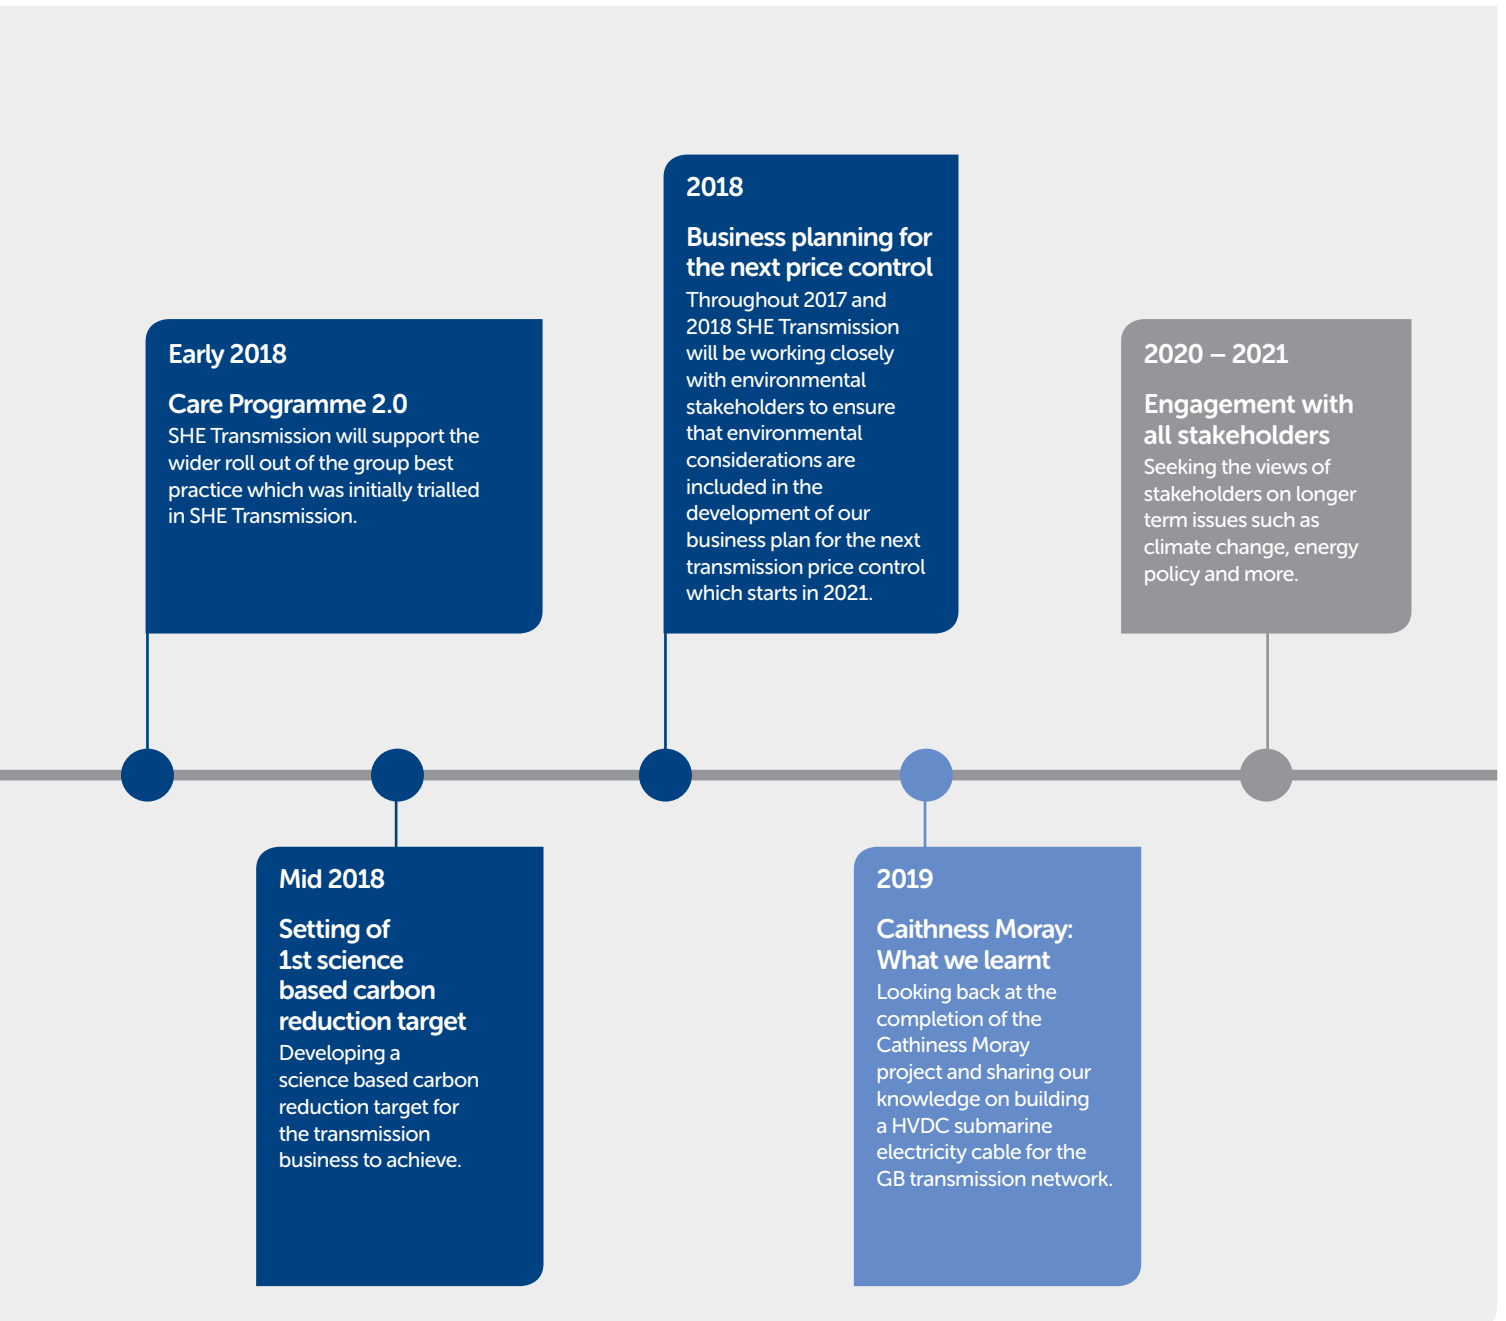 Early 2018
Care Programme 2.0
SHE Transmission will support the
wider roll out of the group best
practice which was initially trialled
in SHE Transmission.
Mid 2018
Setting of
1st science
based carbon
reduction target
Developing a
science based carbon
reduction target for
the transmission
business to achieve.
2018
Business planning for
the next price control
Throughout 2017 and
2018 SHE Transmission
will be working closely
with environmental
stakeholders to ensure
that environmental
considerations are
included in the
development of our
business plan for the next
transmission price control
which starts in 2021.
2019
Caithness Moray:
What we learnt
Looking back at the
completion of the
Cathiness Moray
project and sharing our
knowledge on building
a HVDC submarine
electricity cable for the
GB transmission network.
2020 – 2021
Engagement with
all stakeholders
Seeking the views of
stakeholders on longer
term issues such as
climate change, energy
policy and more.